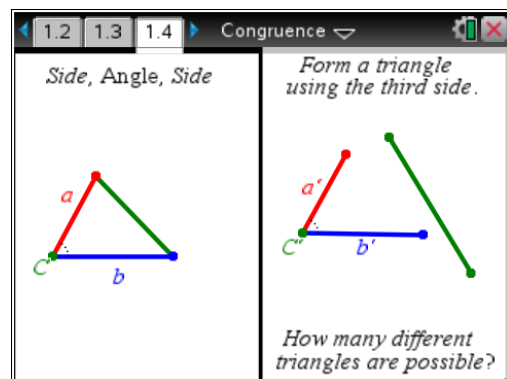 1.2 1.3 1.4 Congruence
Side, Angle, Side
a
C
b
Form a triangle
using the third side.
a'
C'
b'
How many different
triangles are possible?